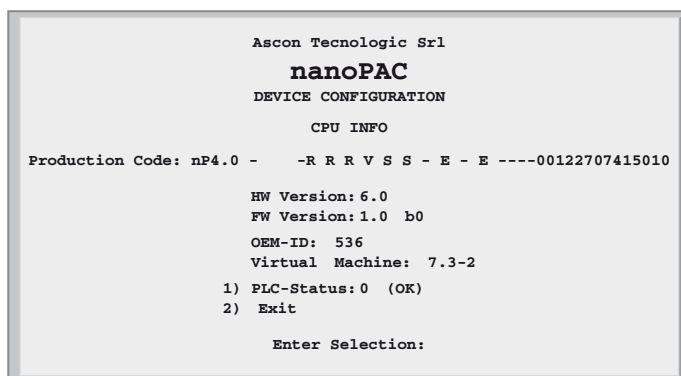 Ascon Tecnologic Srl
nanoPAC
DEVICE CONFIGURATION
CPU INFO
Production Code: nP4.0 - -R R R V S S - E - E ----00122707415010
HW Version: 6.0
FW Version: 1.0 b0
OEM-ID: 536
Virtual Machine: 7.3-2
1) PLC-Status: 0 (OK)
2) Exit
Enter Selection: